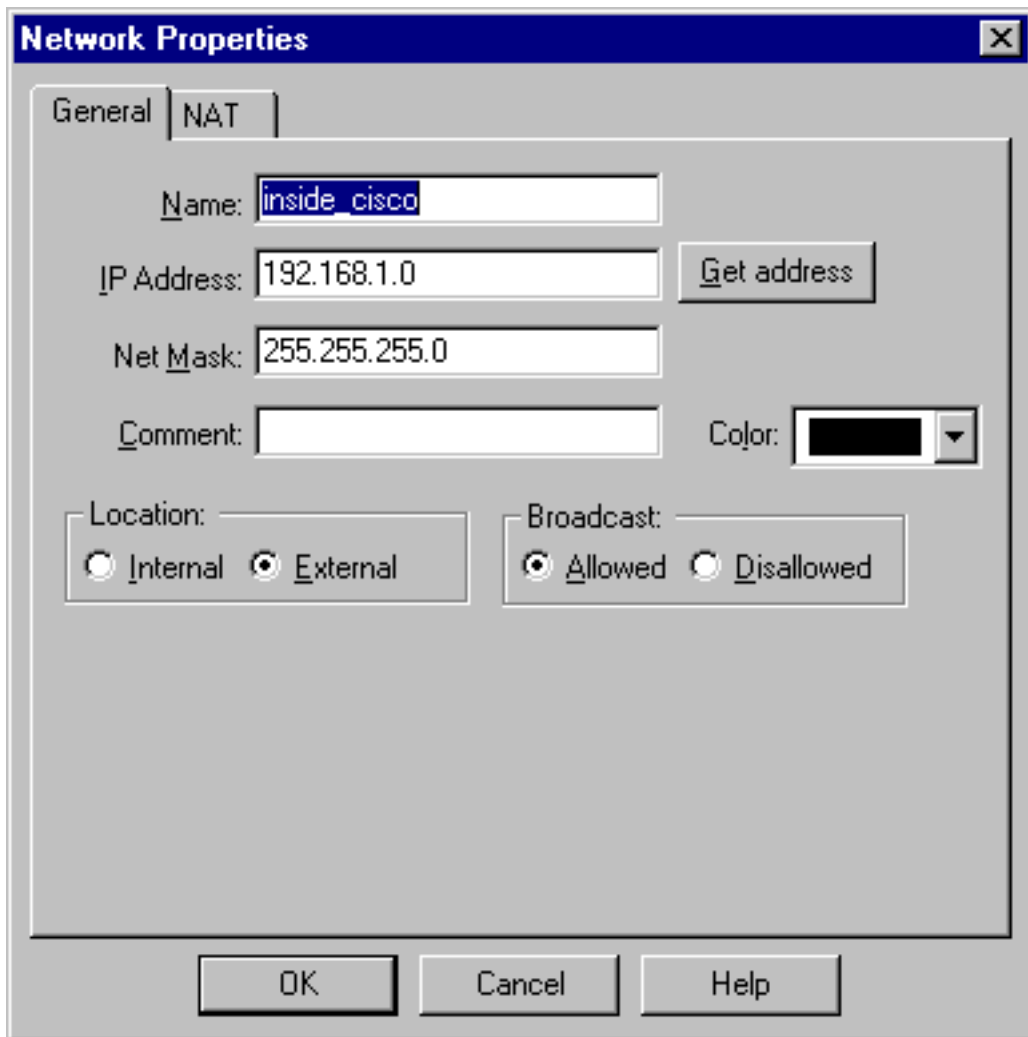 Network Properties
General NAT
Name: inside_cisco
IP Address: 192.168.1.0 Get address
Net Mask: 255.255.255.0
Comment: Color:
Location: Broadcast:
Internal External Allowed Disallowed
OK Cancel Help